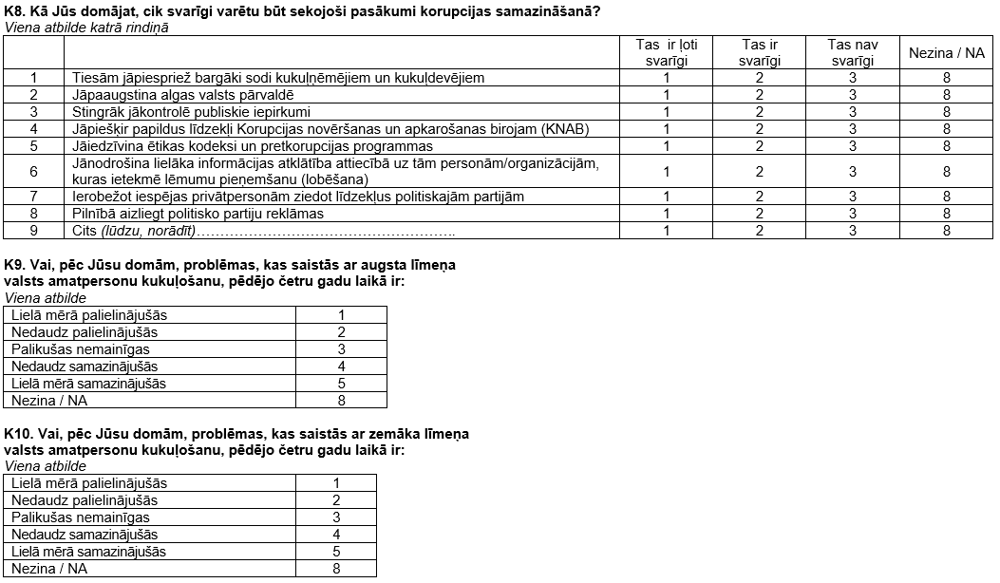 K8. Kā Jūs domājat, cik svarīgi varētu būt sekojoši pasākumi korupcijas samazināšanā?
Viena atbilde katrā rindiņā
Tas ir ļoti svarīgi Tas ir svarīgi Tas nav svarīgi Nezina / NA
1 Tiesām jāpiespriež bargāki sodi kukuļņēmējiem un kukuļdevējiem 1 2 3 8
2 Jāpaaugstina algas valsts pārvaldē 1 2 3 8
3 Stingrāk jākontrolē publiskie iepirkumi 1 2 3 8
4 Jāpiešķir papildus līdzekļi Korupcijas novēršanas un apkarošanas birojam (KNAB) 1 2 3 8
5 Jāiedzīvina ētikas kodeksi un pretkorupcijas programmas 1 2 3 8
6 Jānodrošina lielāka informācijas atklātība attiecībā uz tām personām/organizācijām,
kuras ietekmē lēmumu pieņemšanu (lobēšana) 1 2 3 8
7 Ierobežot iespējas privātpersonām ziedot līdzekļus politiskajām partijām 1 2 3 8
8 Pilnībā aizliegt politisko partiju reklāmas 1 2 3 8
9 Cits (lūdzu, norādīt)…………………………………………….. 1 2 3 8
K9. Vai, pēc Jūsu domām, problēmas, kas saistās ar augsta līmeņa
valsts amatpersonu kukuļošanu, pēdējo četru gadu laikā ir:
Viena atbilde
Lielā mērā palielinājušās 1
Nedaudz palielinājušās 2
Palikušas nemainīgas 3
Nedaudz samazinājušās 4
Lielā mērā samazinājušās 5
Nezina / NA 8
K10. Vai, pēc Jūsu domām, problēmas, kas saistās ar zemāka līmeņa
valsts amatpersonu kukuļošanu, pēdējo četru gadu laikā ir:
Viena atbilde
Lielā mērā palielinājušās 1
Nedaudz palielinājušās 2
Palikušas nemainīgas 3
Nedaudz samazinājušās 4
Lielā mērā samazinājušās 5
Nezina / NA 8